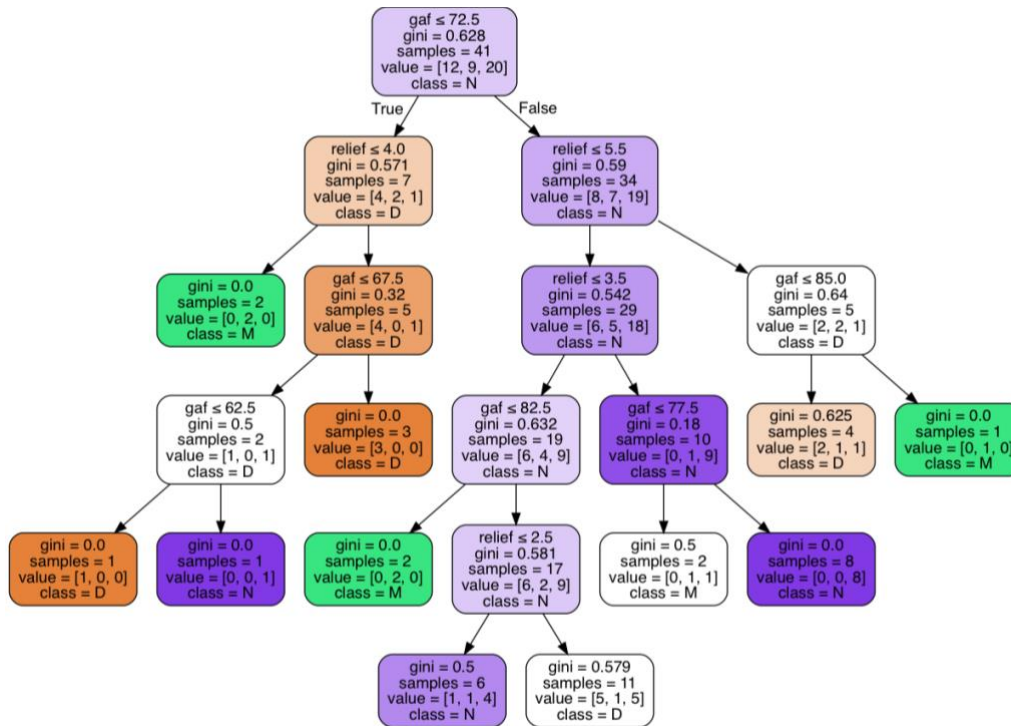 gaf ≤ 72.5
gini = 0.628
samples = 41
value = [12, 9, 20]
class = N
True
False
relief ≤ 4.0
gini = 0.571
samples = 7
value = [4, 2, 1]
class = D
relief ≤ 5.5
gini = 0.59
samples = 34
value = [8, 7, 19]
class = N
gini = 0.0
samples = 2
value = [0, 2, 0]
class = M
gaf ≤ 67.5
gini = 0.32
samples = 5
value = [4, 0, 1]
class = D
relief ≤ 3.5
gini = 0.542
samples = 29
value = [6, 5, 18]
class = N
gaf ≤ 85.0
gini = 0.64
samples = 5
value = [2, 2, 1]
class = D
gaf ≤ 62.5
gini = 0.5
samples = 2
value = [1, 0, 1]
class = D
gini = 0.0
samples = 3
value = [3, 0, 0]
class = D
gaf ≤ 82.5
gini = 0.632
samples = 19
value = [6, 4, 9]
class = N
gaf ≤ 77.5
gini = 0.18
samples = 10
value = [0, 1, 9]
class = N
gini = 0.625
samples = 4
value = [2, 1, 1]
class = D
gini = 0.0
samples = 1
value = [0, 1, 0]
class = M
gini = 0.0
samples = 1
value = [1, 0, 0]
class = D
gini = 0.0
samples = 1
value = [0, 0, 1]
class = N
gini = 0.0
samples = 2
value = [0, 2, 0]
class = M
relief ≤ 2.5
gini = 0.581
samples = 17
value = [6, 2, 9]
class = N
gini = 0.5
samples = 2
value = [0, 1, 1]
class = M
gini = 0.0
samples = 8
value = [0, 0, 8]
class = N
gini = 0.5
samples = 6
value = [1, 1, 4]
class = N
gini = 0.579
samples = 11
value = [5, 1, 5]
class = D